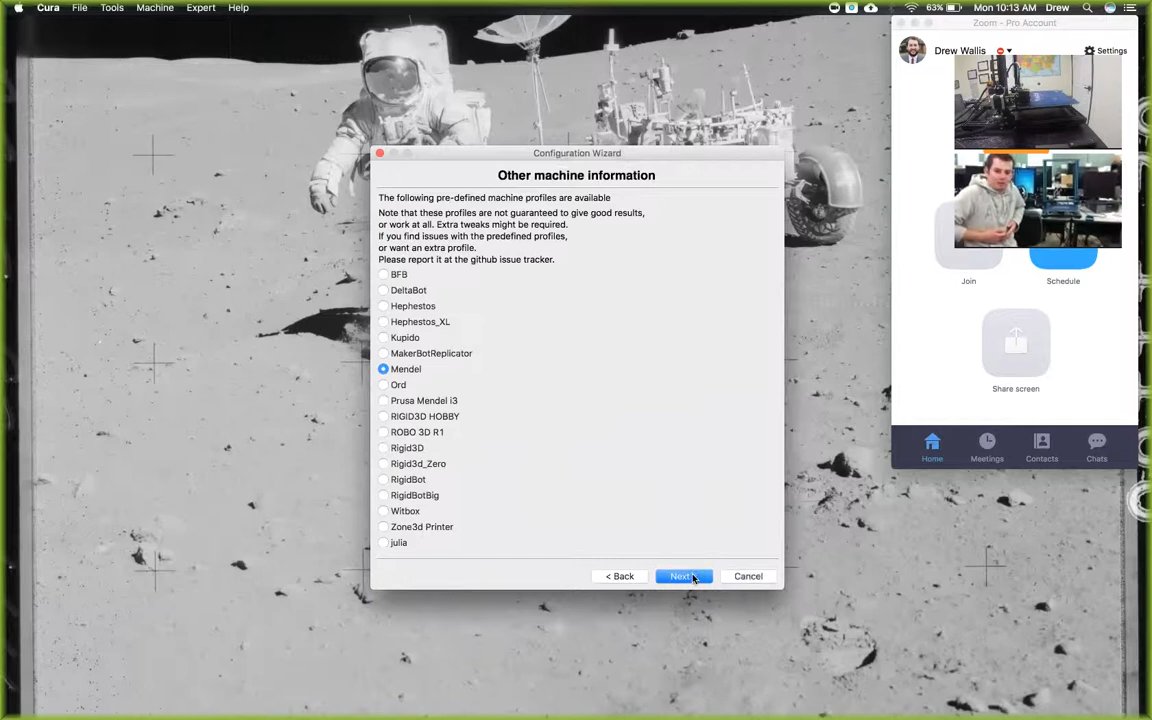 Cura File Tools Machine Expert Help 63% Mon 10:13 AM Drew
Zoom - Pro Account
Drew Wallis Settings
Join Schedule
Share screen
Home Meetings Contacts Chats
Configuration Wizard
Other machine information
The following pre-defined machine profiles are available
Note that these profiles are not guaranteed to give good results,
or work at all. Extra tweaks might be required.
If you find issues with the predefined profiles,
or want an extra profile.
Please report it at the github issue tracker.
BFB
DeltaBot
Hephestos
Hephestos_XL
Kupido
MakerBotReplicator
Mendel
Ord
Prusa Mendel i3
RIGID3D HOBBY
ROBO 3D R1
Rigid3D
Rigid3d_Zero
RigidBot
RigidBotBig
Witbox
Zone3d Printer
julia
< Back Next Cancel